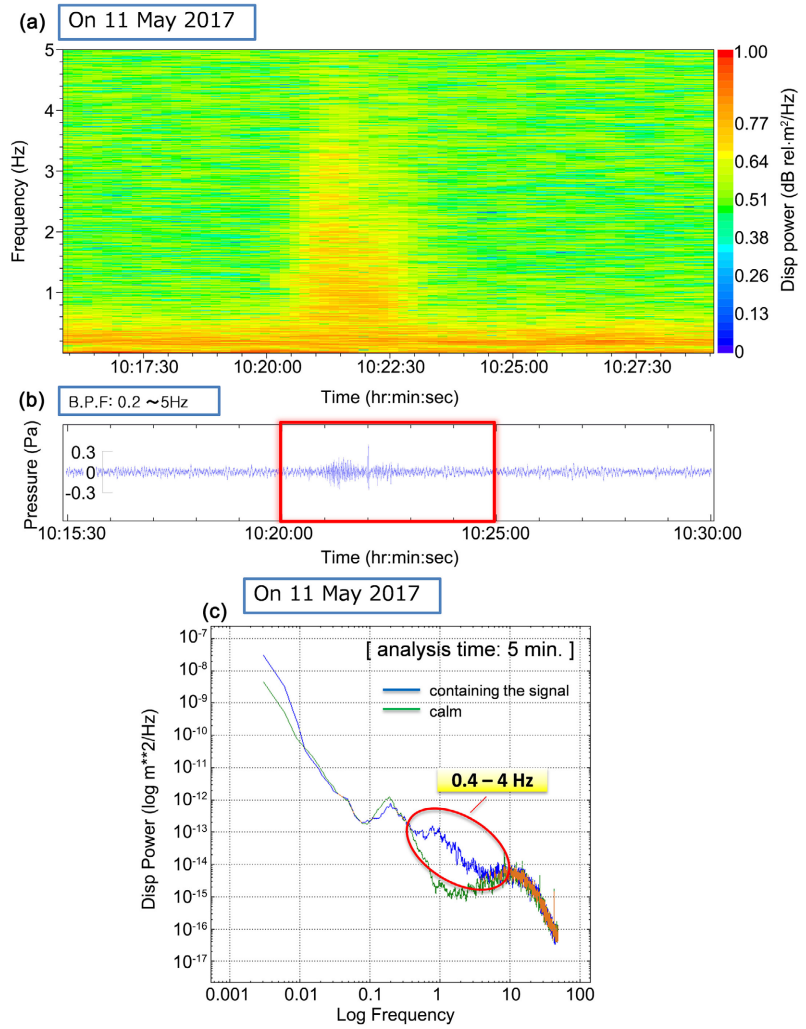 (a)
On 11 May 2017
5
4
3
2
1
Frequency (Hz)
1.00
0.77
0.64
0.51
0.38
0.26
0.13
0
Disp power (dB rel·m²/Hz)
10:17:30 10:20:00 10:22:30 10:25:00 10:27:30
Time (hr:min:sec)
(b)
B.P.F: 0.2 ~5Hz
Pressure (Pa)
0.3
0
-0.3
10:15:30 10:20:00 10:25:00 10:30:00
Time (hr:min:sec)
On 11 May 2017
(c)
[ analysis time: 5 min. ]
containing the signal
calm
0.4 – 4 Hz
10⁻⁷
10⁻⁸
10⁻⁹
10⁻¹⁰
10⁻¹¹
10⁻¹²
10⁻¹³
10⁻¹⁴
10⁻¹⁵
10⁻¹⁶
10⁻¹⁷
Disp Power (log m**2/Hz)
0.001 0.01 0.1 1 10 100
Log Frequency